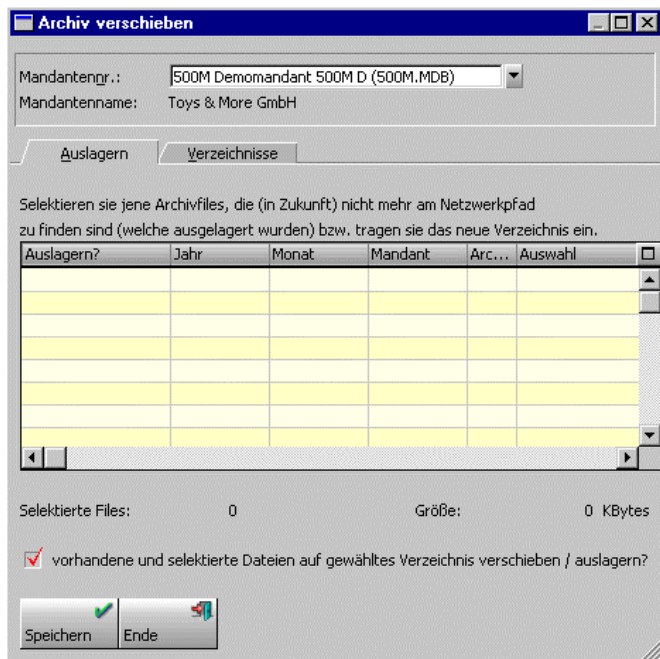 Archiv verschieben
Mandantennr.: 500M Demomandant 500M D (500M.MDB)
Mandantenname: Toys & More GmbH
Auslagern Verzeichnisse
Selektieren sie jene Archivfiles, die (in Zukunft) nicht mehr am Netzwerkpfad
zu finden sind (welche ausgelagert wurden) bzw. tragen sie das neue Verzeichnis ein.
Auslagern? Jahr Monat Mandant Arc... Auswahl
Selektierte Files: 0 Größe: 0 KBytes
vorhandene und selektierte Dateien auf gewähltes Verzeichnis verschieben / auslagern?
Speichern Ende